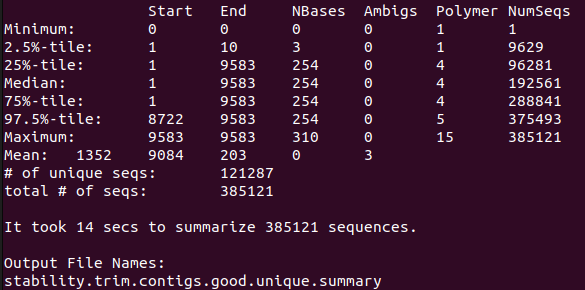 Start End NBases Ambigs Polymer NumSeqs
Minimum: 0 0 0 0 1 1
2.5%-tile: 1 10 3 0 1 9629
25%-tile: 1 9583 254 0 4 96281
Median: 1 9583 254 0 4 192561
75%-tile: 1 9583 254 0 4 288841
97.5%-tile: 8722 9583 254 0 5 375493
Maximum: 9583 9583 310 0 15 385121
Mean: 1352 9084 203 0 3
# of unique seqs: 121287
total # of seqs: 385121
It took 14 secs to summarize 385121 sequences.
Output File Names:
stability.trim.contigs.good.unique.summary